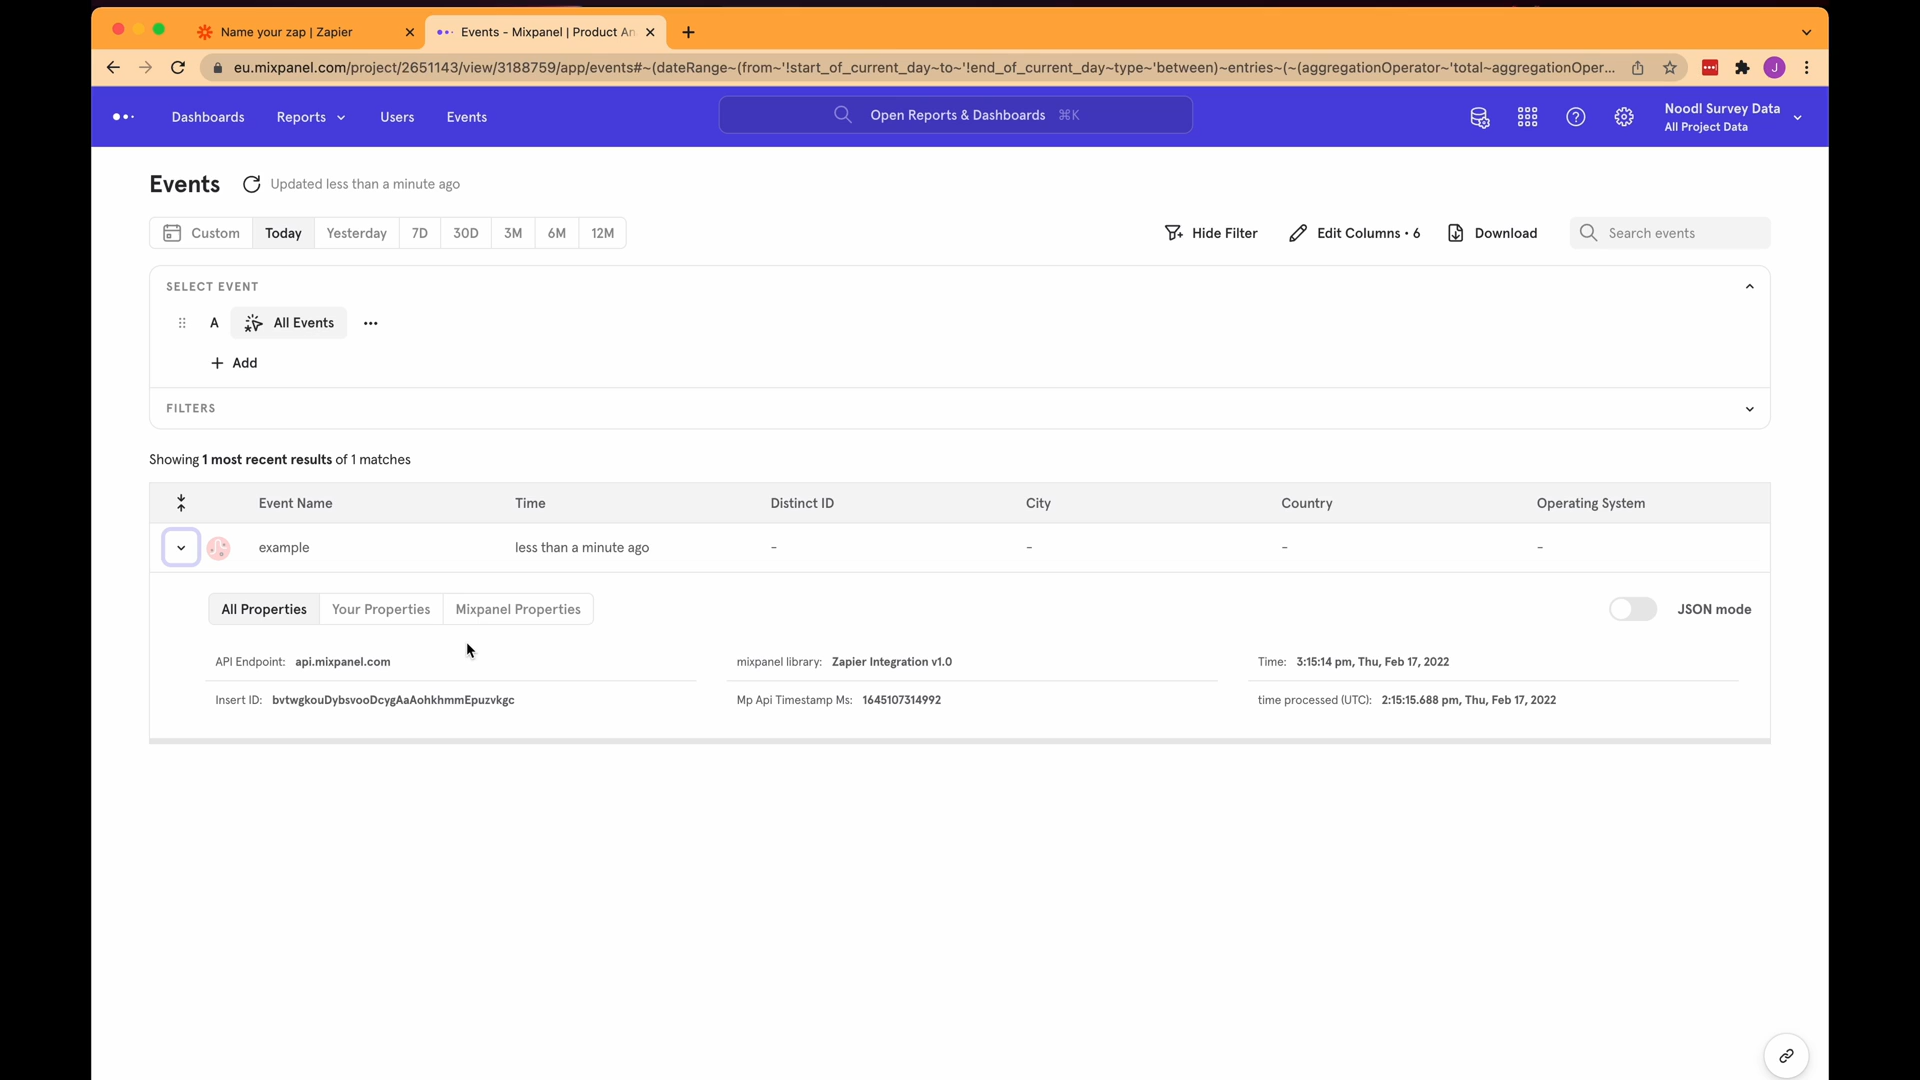 Name your zap | Zapier
Events - Mixpanel | Product An
eu.mixpanel.com/project/2651143/view/3188759/app/events#~(dateRange~(from~'!start_of_current_day~to~'!end_of_current_day~type~'between)~entries~(~(aggregationOperator~'total~aggregationOper...
J
Dashboards Reports Users Events
Open Reports & Dashboards ⌘K
Noodl Survey Data
All Project Data
Events Updated less than a minute ago
Custom Today Yesterday 7D 30D 3M 6M 12M
Hide Filter Edit Columns • 6 Download Search events
SELECT EVENT
A All Events
+ Add
FILTERS
Showing 1 most recent results of 1 matches
Event Name Time Distinct ID City Country Operating System
example less than a minute ago - - - -
All Properties Your Properties Mixpanel Properties JSON mode
API Endpoint: api.mixpanel.com mixpanel library: Zapier Integration v1.0 Time: 3:15:14 pm, Thu, Feb 17, 2022
Insert ID: bvtwgkouDybsvooDcygAaAohkhmmEpuzvkgc Mp Api Timestamp Ms: 1645107314992 time processed (UTC): 2:15:15.688 pm, Thu, Feb 17, 2022